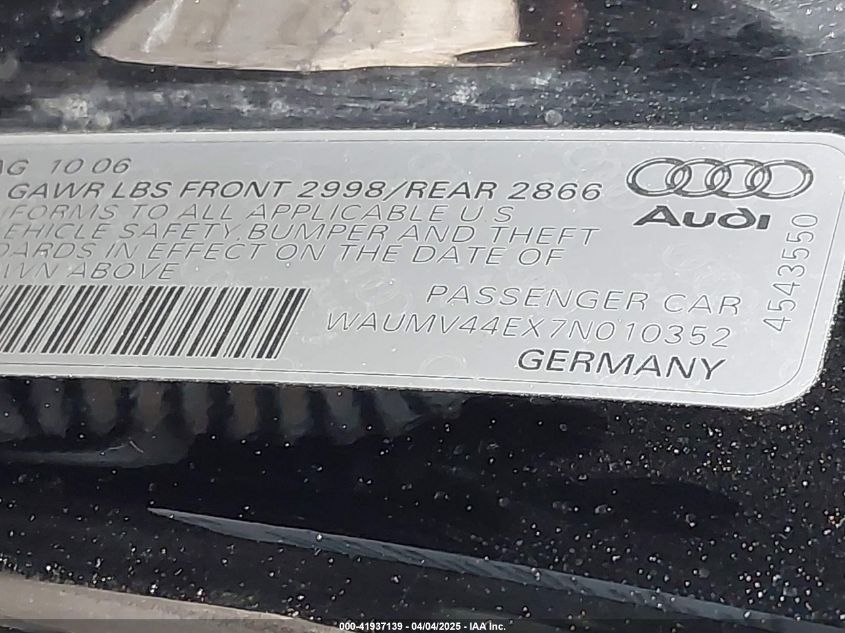 AG 10 06
GAWR LBS FRONT 2998/REAR 2866
IFORMS TO ALL APPLICABLE U S
EHICLE SAFETY, BUMPER AND THEFT
DARDS IN EFFECT ON THE DATE OF
OWN ABOVE
Audi
4543550
PASSENGER CAR
WAUMV44EX7N010352
GERMANY
000-41937139 - 04/04/2025 - IAA Inc.